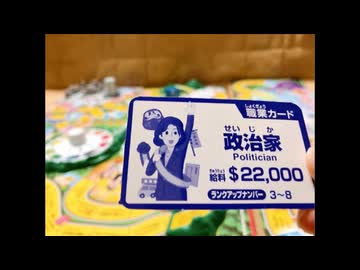 しょくぎょう
職業カード
せいじか
政治家
Politician
きゅうりょう
給料 $22,000
ランクアップナンバー 3~8